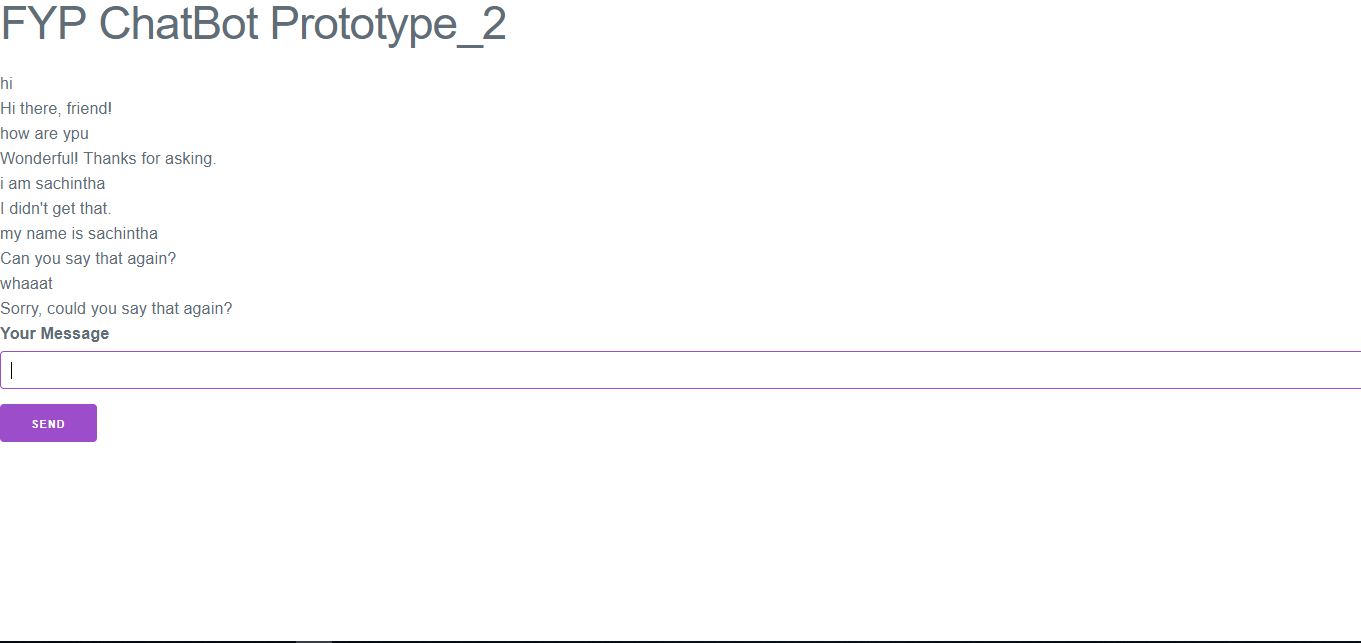 FYP ChatBot Prototype_2
hi
Hi there, friend!
how are ypu
Wonderful! Thanks for asking.
i am sachintha
I didn't get that.
my name is sachintha
Can you say that again?
whaaat
Sorry, could you say that again?
Your Message
SEND